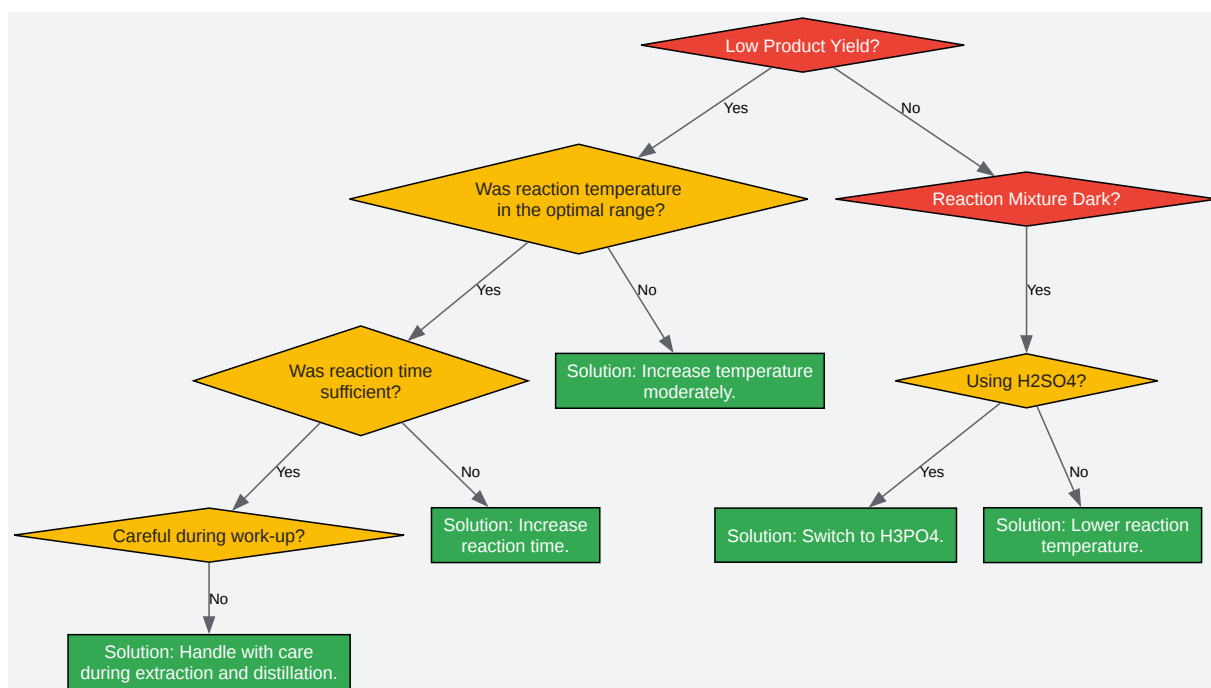 Low Product Yield?
Yes
No
Was reaction temperature
in the optimal range?
Reaction Mixture Dark?
Yes
No
Yes
Was reaction time
sufficient?
Solution: Increase temperature
moderately.
Using H2SO4?
Yes
No
Yes
No
Careful during work-up?
Solution: Increase
reaction time.
Solution: Switch to H3PO4.
Solution: Lower reaction
temperature.
No
Solution: Handle with care
during extraction and distillation.